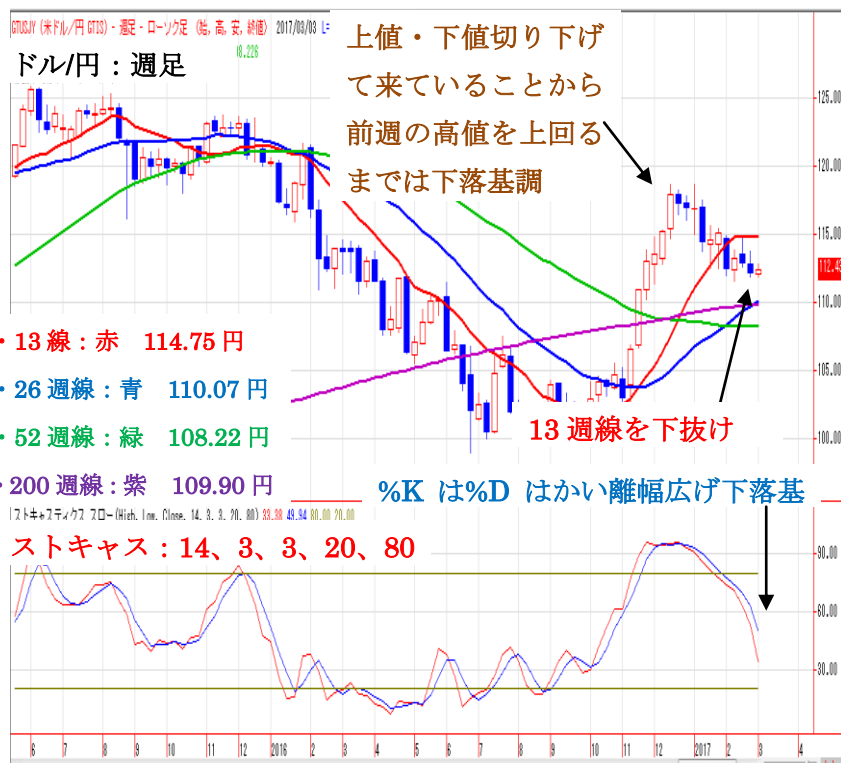 GTUSJY (米ドル/円 GTIS) - 週足 - ローソク足 (始, 高, 安, 終値) 2017/03/03
ドル/円：週足
上値・下値切り下げ
て来ていることから
前週の高値を上回る
までは下落基調
125.00
120.00
115.00
112.45
110.00
105.00
100.00
・13 線：赤 114.75 円
・26 週線：青 110.07 円
・52 週線：緑 108.22 円
・200 週線：紫 109.90 円
13 週線を下抜け
%K は%D はかい離幅広げ下落基
ストキャスティクス スロー(High, Low, Close, 14, 3, 3, 20, 80) 33.98 49.94 80.00 20.00
ストキャス：14、3、3、20、80
90.00
60.00
30.00
6 7 8 9 10 11 12 2016 2 3 4 5 6 7 8 9 10 11 12 2017 2 3 4